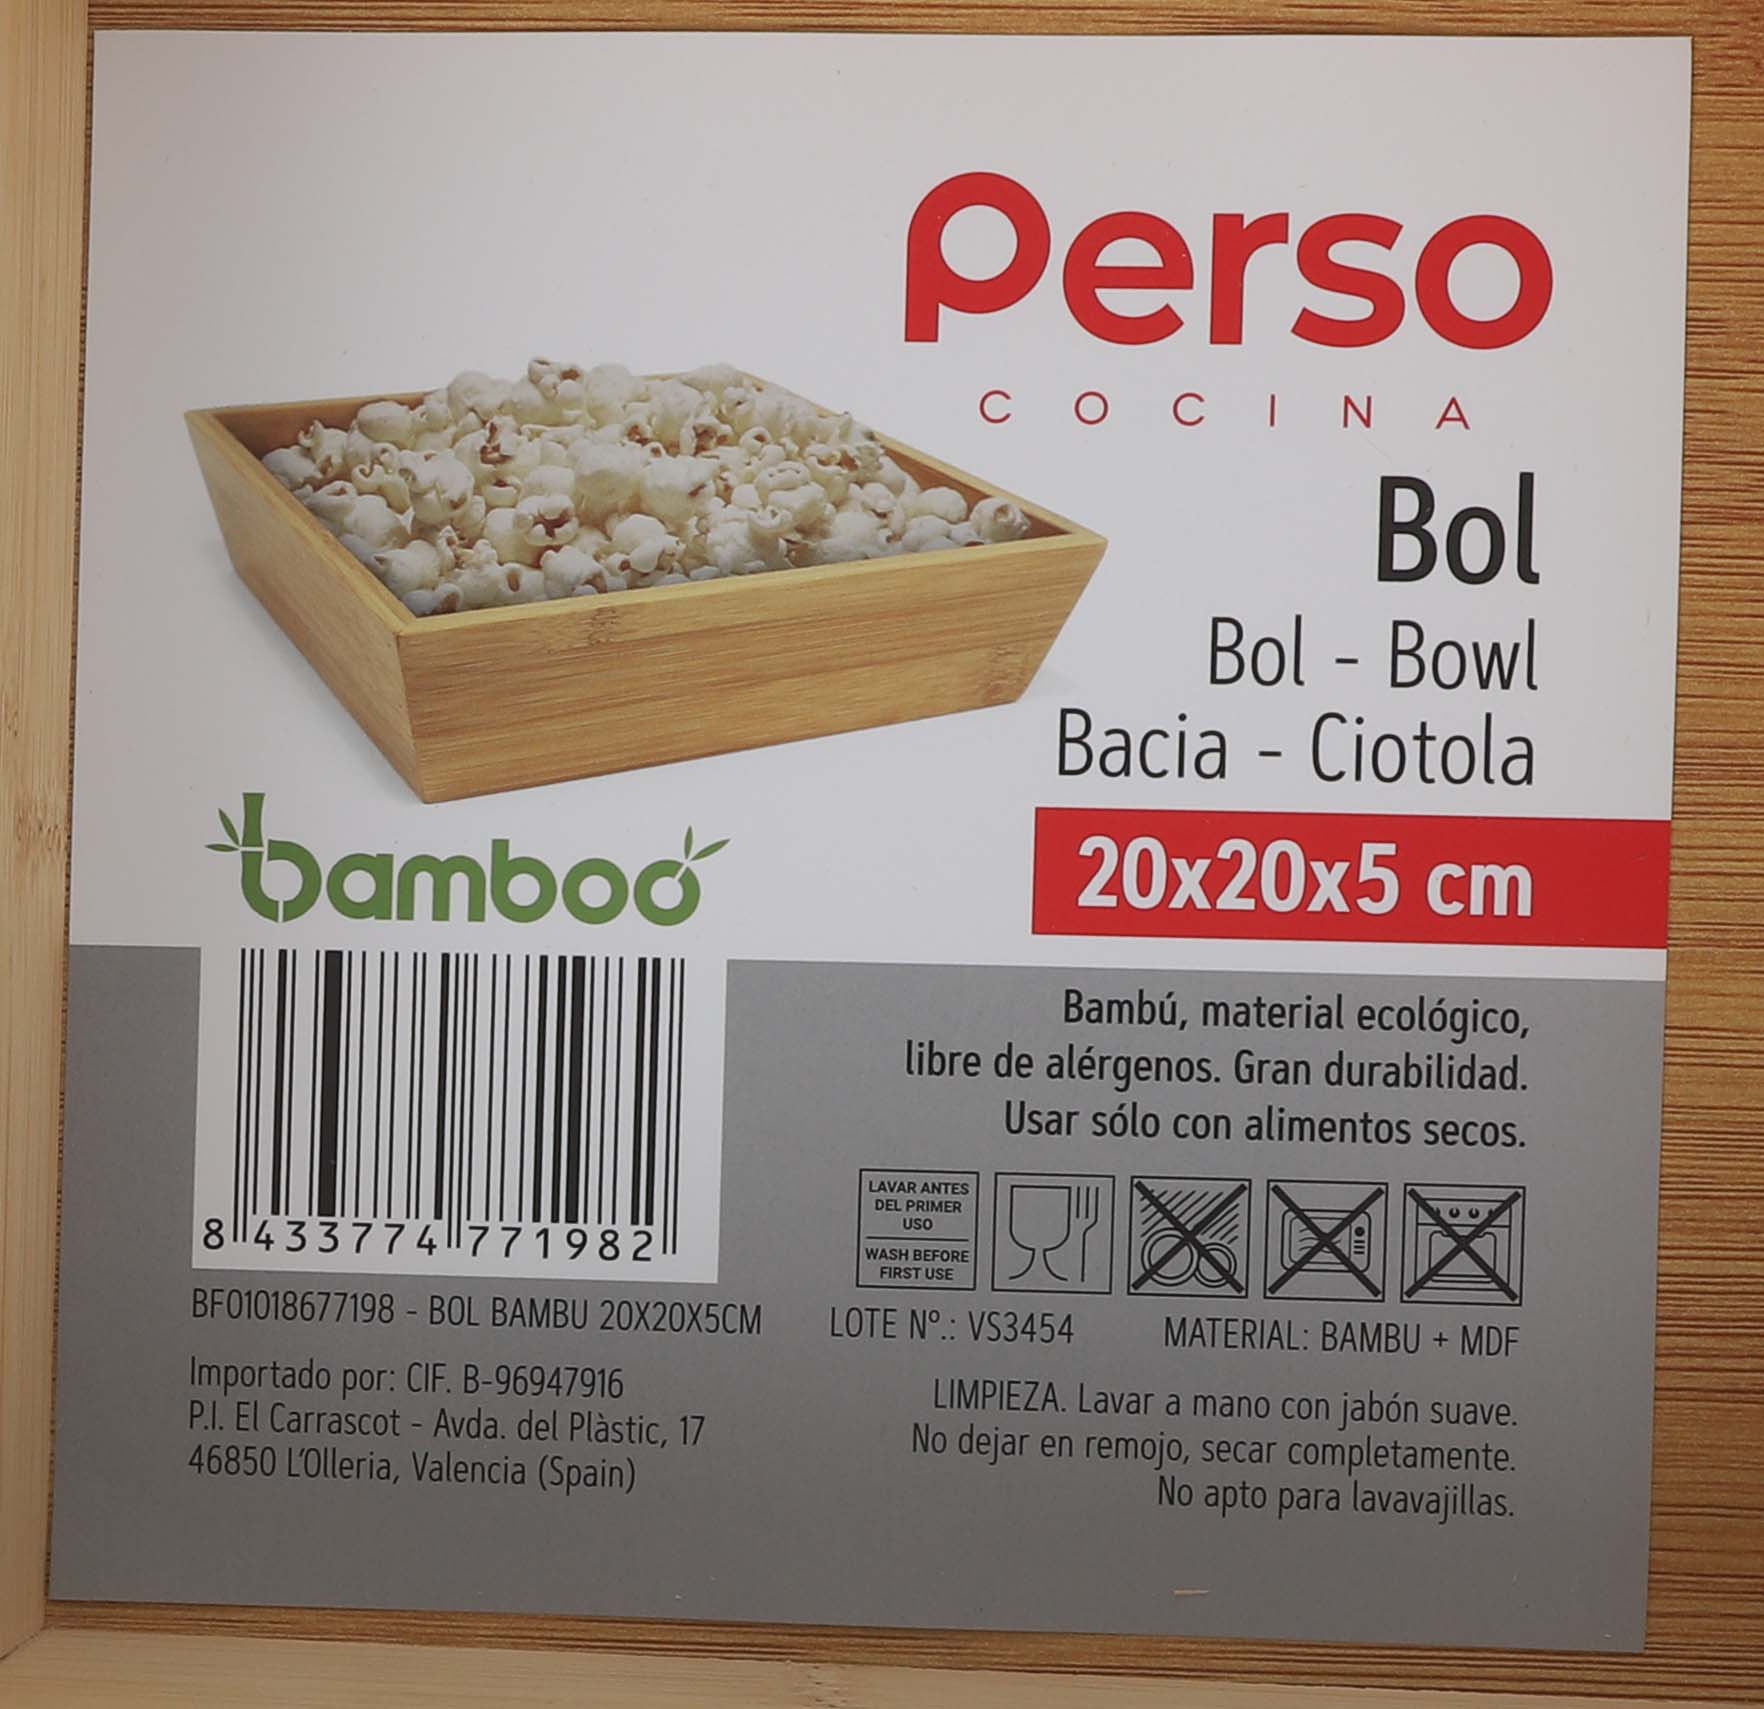 Perso
COCINA
Bol
Bol - Bowl
Bacia - Ciotola
20x20x5 cm
bamboo
8 433774 771982
Bambú, material ecológico,
libre de alérgenos. Gran durabilidad.
Usar sólo con alimentos secos.
LAVAR ANTES
DEL PRIMER
USO
WASH BEFORE
FIRST USE
BF01018677198 - BOL BAMBU 20X20X5CM
LOTE Nº.: VS3454
MATERIAL: BAMBU + MDF
Importado por: CIF. B-96947916
P.I. El Carrascot - Avda. del Plàstic, 17
46850 L'Olleria, Valencia (Spain)
LIMPIEZA. Lavar a mano con jabón suave.
No dejar en remojo, secar completamente.
No apto para lavavajillas.